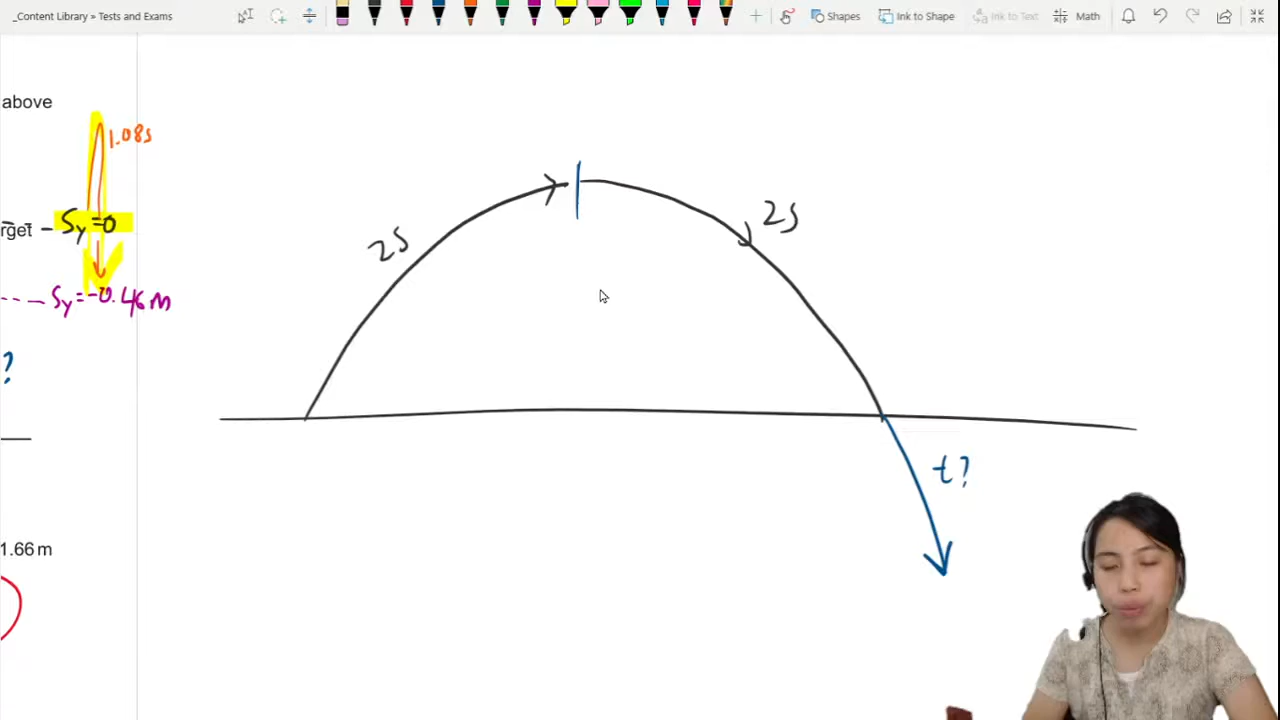 _Content Library » Tests and Exams
Shapes
Ink to Shape
Ink to Text
Math
above
1.08s
rget
Sy=0
Sy=-0.46m
?
1.66 m
2s
2s
t?